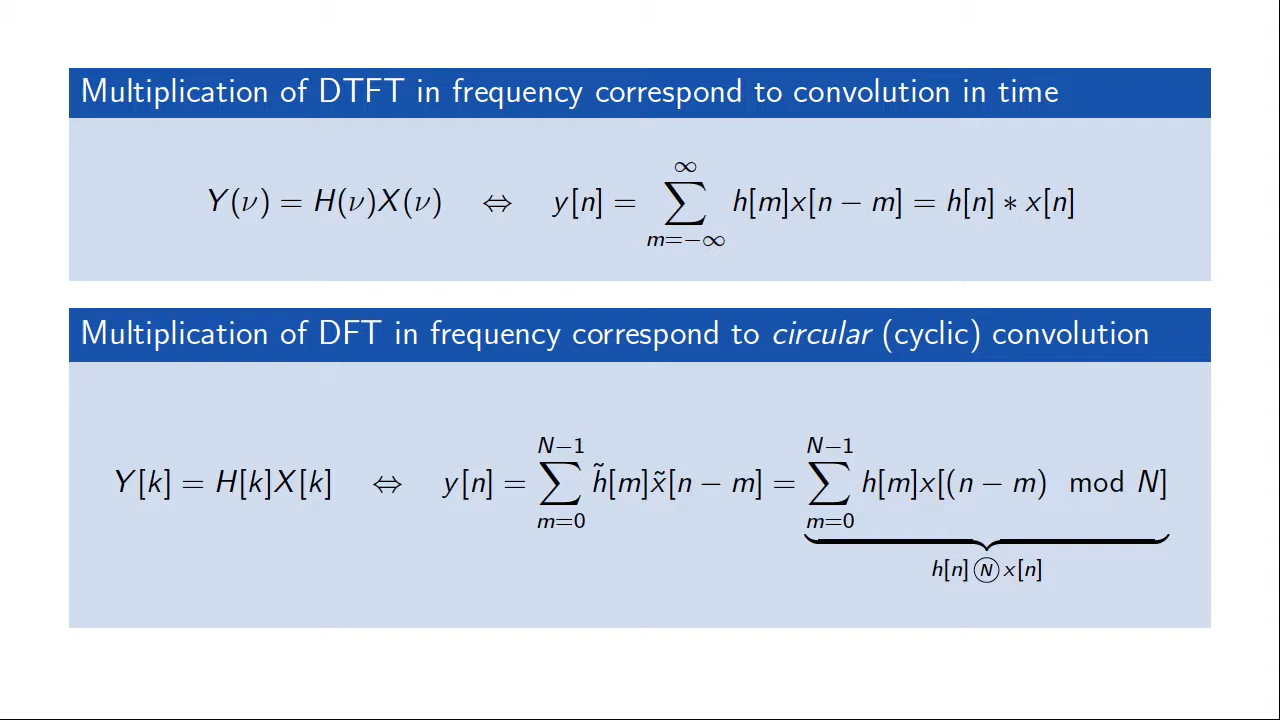 Multiplication of DTFT in frequency correspond to convolution in time
Y(ν) = H(ν)X(ν) ⇔ y[n] = ∑_{m=−∞}^{∞} h[m]x[n − m] = h[n] ∗ x[n]
Multiplication of DFT in frequency correspond to circular (cyclic) convolution
Y[k] = H[k]X[k] ⇔ y[n] = ∑_{m=0}^{N−1} h̃[m]x̃[n − m] = ∑_{m=0}^{N−1} h[m]x[(n − m) mod N]
h[n] Ⓝ x[n]